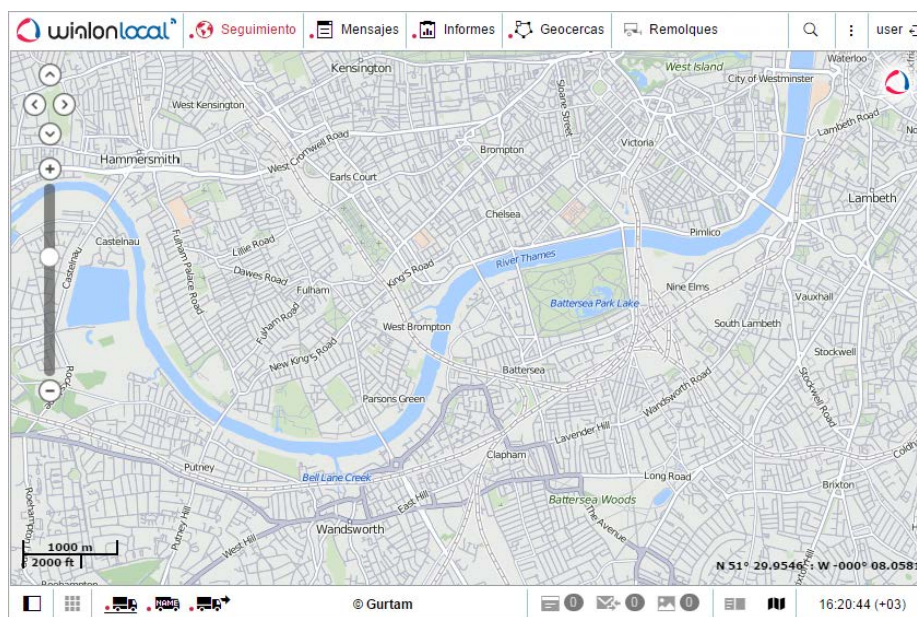 wialon local
Seguimiento
Mensajes
Informes
Geocercas
Remolques
user
Waterloo
Kensington
West Island
City of Westminster
West Kensington
Sloane Street
Lambeth Road
Victoria
Hammersmith
West Cromwell Road
Brompton
Earls Court
Lambeth
Chelsea
Pimlico
Castelnau
Castelnau
Fulham Palace Road
Lillie Road
King'S Road
River Thames
Dawes Road
Fulham
Nine Elms
Battersea Park Lake
Vauxhall
Fulham Road
West Brompton
South Lambeth
New King's Road
Stockwell
Battersea
Wandsworth Road
Stockwell Road
Parsons Green
Lavender Hill
Clapham
Putney
Bell Lane Creek
Long Road
Brixton
East Hill
Battersea Woods
The Avenue
Wandsworth
Putney Hill
West Hill
1000 m
2000 ft
N 51° 29.9546' : W -000° 08.0581
NAME
© Gurtam
0
0
0
16:20:44 (+03)